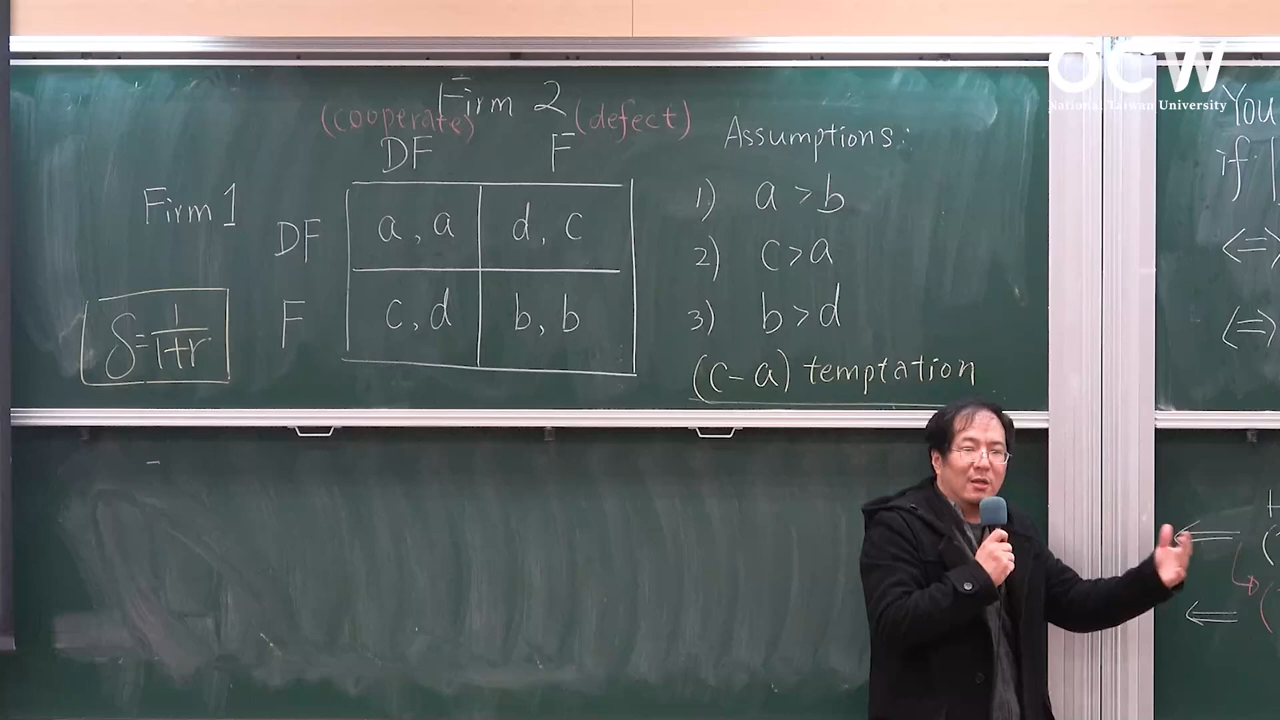 OCW
National Taiwan University
Firm 2
(cooperate) (defect)
DF F
Firm 1
DF a, a d, c
F c, d b, b
δ = 1/1+r
Assumptions:
1) a > b
2) c > a
3) b > d
(c - a) temptation
You
if
⇐⇒
⇐⇒
⇐
⇐